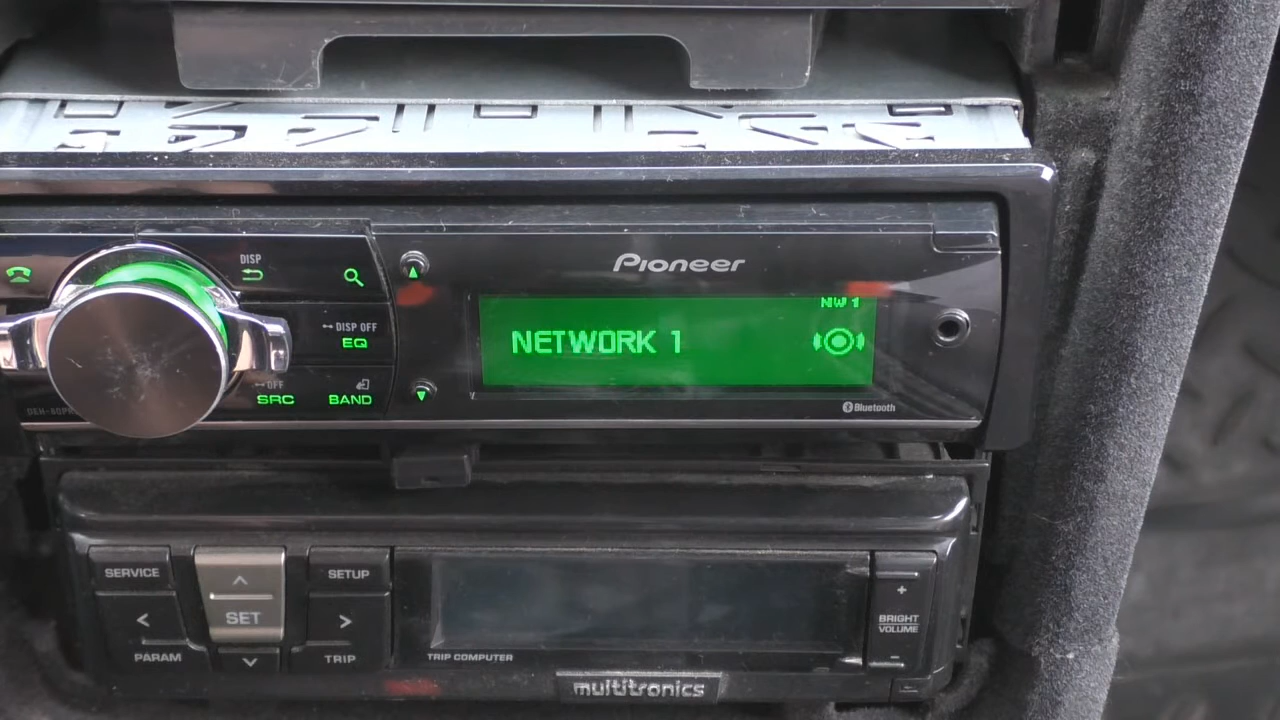 Pioneer
NW 1
NETWORK 1
Bluetooth
DISP
DISP OFF
EQ
OFF
SRC
BAND
SERVICE
SET
SETUP
PARAM
TRIP
TRIP COMPUTER
+
BRIGHT
VOLUME
-
multitronics